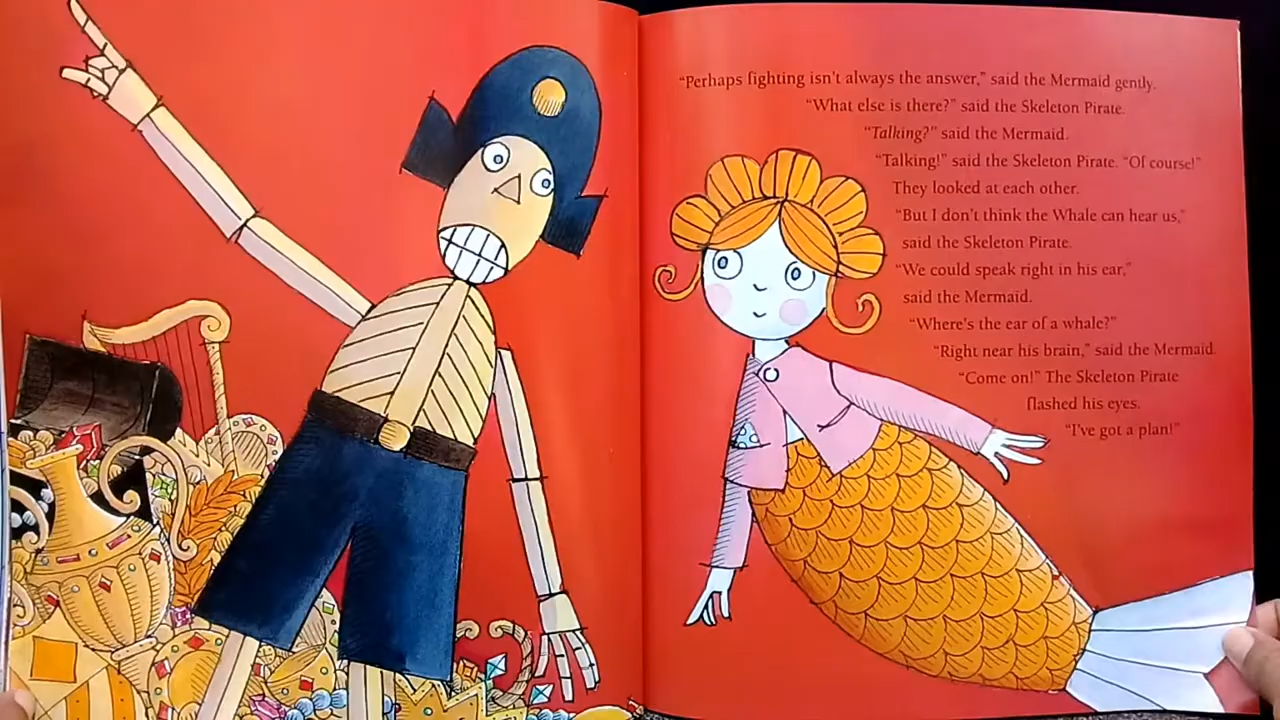 “Perhaps fighting isn't always the answer,” said the Mermaid gently.
“What else is there?” said the Skeleton Pirate.
“Talking?” said the Mermaid.
“Talking!” said the Skeleton Pirate. “Of course!”
They looked at each other.
“But I don't think the Whale can hear us,”
said the Skeleton Pirate.
“We could speak right in his ear,”
said the Mermaid.
“Where's the ear of a whale?”
“Right near his brain,” said the Mermaid.
“Come on!” The Skeleton Pirate
flashed his eyes.
“I've got a plan!”